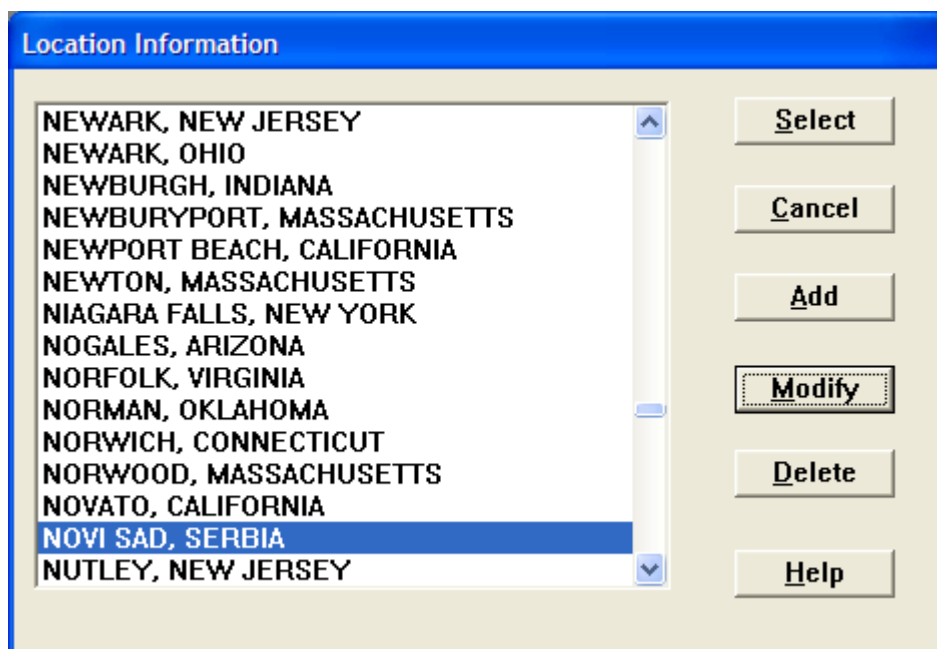 Location Information
NEWARK, NEW JERSEY
NEWARK, OHIO
NEWBURGH, INDIANA
NEWBURYPORT, MASSACHUSETTS
NEWPORT BEACH, CALIFORNIA
NEWTON, MASSACHUSETTS
NIAGARA FALLS, NEW YORK
NOGALES, ARIZONA
NORFOLK, VIRGINIA
NORMAN, OKLAHOMA
NORWICH, CONNECTICUT
NORWOOD, MASSACHUSETTS
NOVATO, CALIFORNIA
NOVI SAD, SERBIA
NUTLEY, NEW JERSEY
Select
Cancel
Add
Modify
Delete
Help